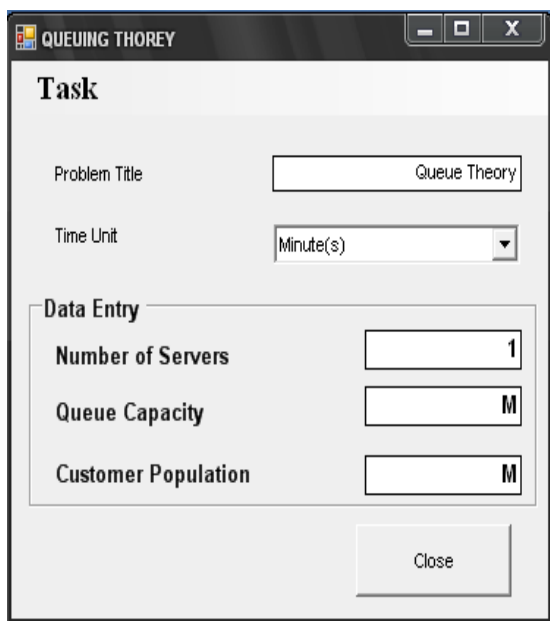 QUEUING THOREY
Task
Problem Title Queue Theory
Time Unit Minute(s)
Data Entry
Number of Servers 1
Queue Capacity M
Customer Population M
Close